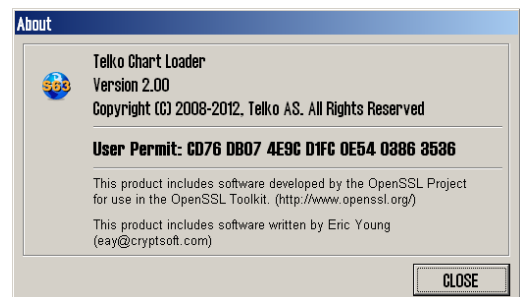 About
S63
Telko Chart Loader
Version 2.00
Copyright (C) 2008-2012, Telko AS. All Rights Reserved
User Permit: CD76 DB07 4E9C D1FC 0E54 0386 3536
This product includes software developed by the OpenSSL Project
for use in the OpenSSL Toolkit. (http://www.openssl.org/)
This product includes software written by Eric Young
(eay@cryptsoft.com)
CLOSE